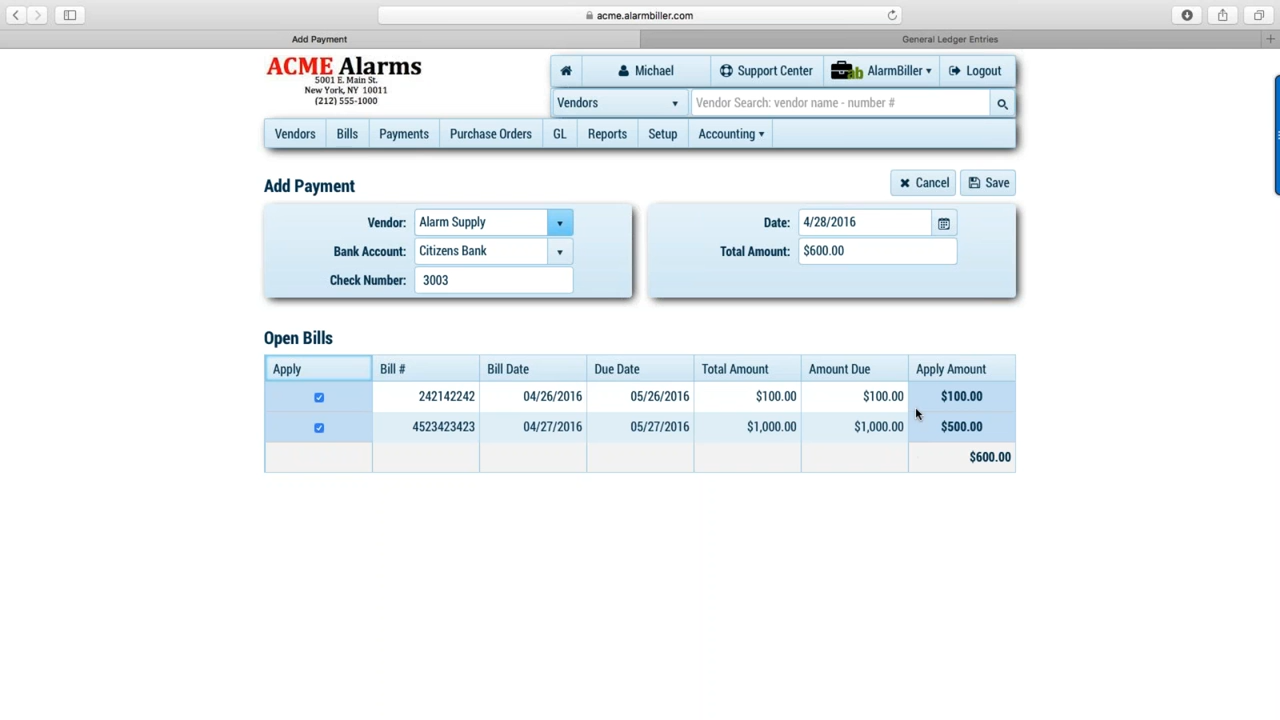 acme.alarmbiller.com
Add Payment
General Ledger Entries
ACME Alarms
5001 E. Main St.
New York, NY 10011
(212) 555-1000
Michael
Support Center
ab AlarmBiller
Logout
Vendors
Vendor Search: vendor name - number #
Vendors Bills Payments Purchase Orders GL Reports Setup Accounting
Add Payment
Cancel
Save
Vendor: Alarm Supply
Bank Account: Citizens Bank
Check Number: 3003
Date: 4/28/2016
Total Amount: $600.00
Open Bills
Apply Bill # Bill Date Due Date Total Amount Amount Due Apply Amount
242142242 04/26/2016 05/26/2016 $100.00 $100.00 $100.00
4523423423 04/27/2016 05/27/2016 $1,000.00 $1,000.00 $500.00
$600.00